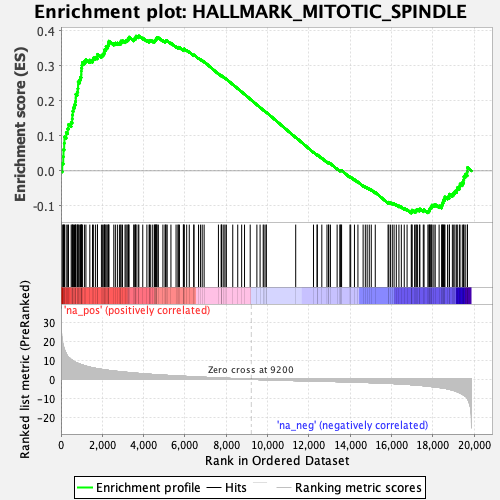 Enrichment plot: HALLMARK_MITOTIC_SPINDLE
Enrichment score (ES)
0.4
0.3
0.2
0.1
0.0
-0.1
Ranked list metric (PreRanked)
30
20
10
0
-10
-20
'na_pos' (positively correlated)
Zero cross at 9200
'na_neg' (negatively correlated)
0
2,000
4,000
6,000
8,000
10,000
12,000
14,000
16,000
18,000
20,000
Rank in Ordered Dataset
Enrichment profile
Hits
Ranking metric scores